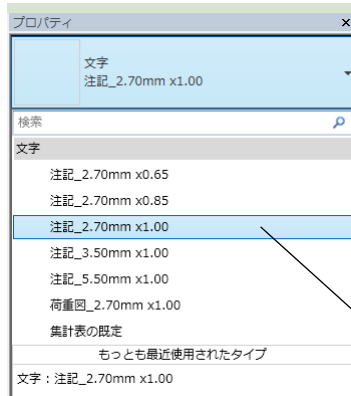 プロパティ
文字
注記_2.70mm x1.00
検索
文字
注記_2.70mm x0.65
注記_2.70mm x0.85
注記_2.70mm x1.00
注記_3.50mm x1.00
注記_5.50mm x1.00
荷重図_2.70mm x1.00
集計表の既定
もっとも最近使用されたタイプ
文字 : 注記_2.70mm x1.00